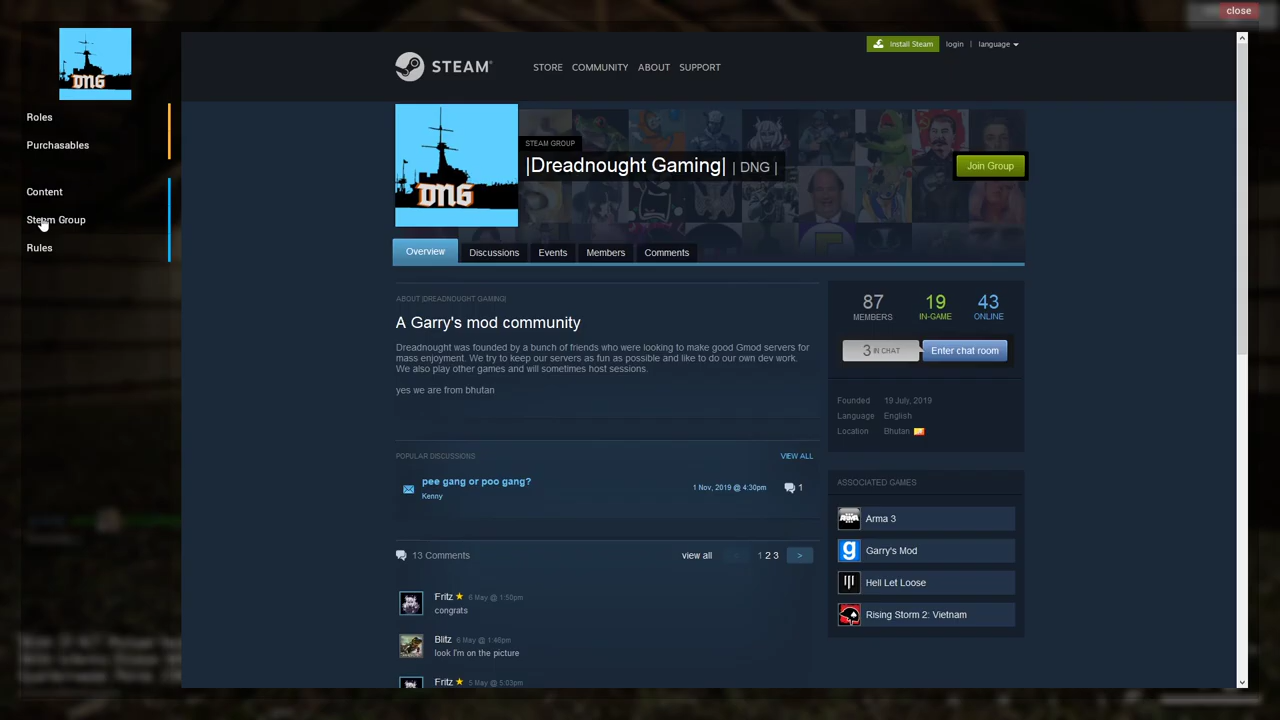 close
DNG
Roles
Purchasables
Content
Steam Group
Rules
Install Steam login | language
STEAM®
STORE COMMUNITY ABOUT SUPPORT
DNG
STEAM GROUP
|Dreadnought Gaming| | DNG |
Join Group
Overview Discussions Events Members Comments
ABOUT |DREADNOUGHT GAMING|
A Garry's mod community
Dreadnought was founded by a bunch of friends who were looking to make good Gmod servers for
mass enjoyment. We try to keep our servers as fun as possible and like to do our own dev work.
We also play other games and will sometimes host sessions.
yes we are from bhutan
87 19 43
MEMBERS IN-GAME ONLINE
3 IN CHAT Enter chat room
Founded 19 July, 2019
Language English
Location Bhutan
POPULAR DISCUSSIONS VIEW ALL
pee gang or poo gang?
Kenny
1 Nov, 2019 @ 4:30pm 1
ASSOCIATED GAMES
Arma 3
Garry's Mod
Hell Let Loose
Rising Storm 2: Vietnam
13 Comments view all < 1 2 3 >
Fritz 6 May @ 1:50pm
congrats
Blitz 6 May @ 1:46pm
look I'm on the picture
Fritz 5 May @ 5:03pm